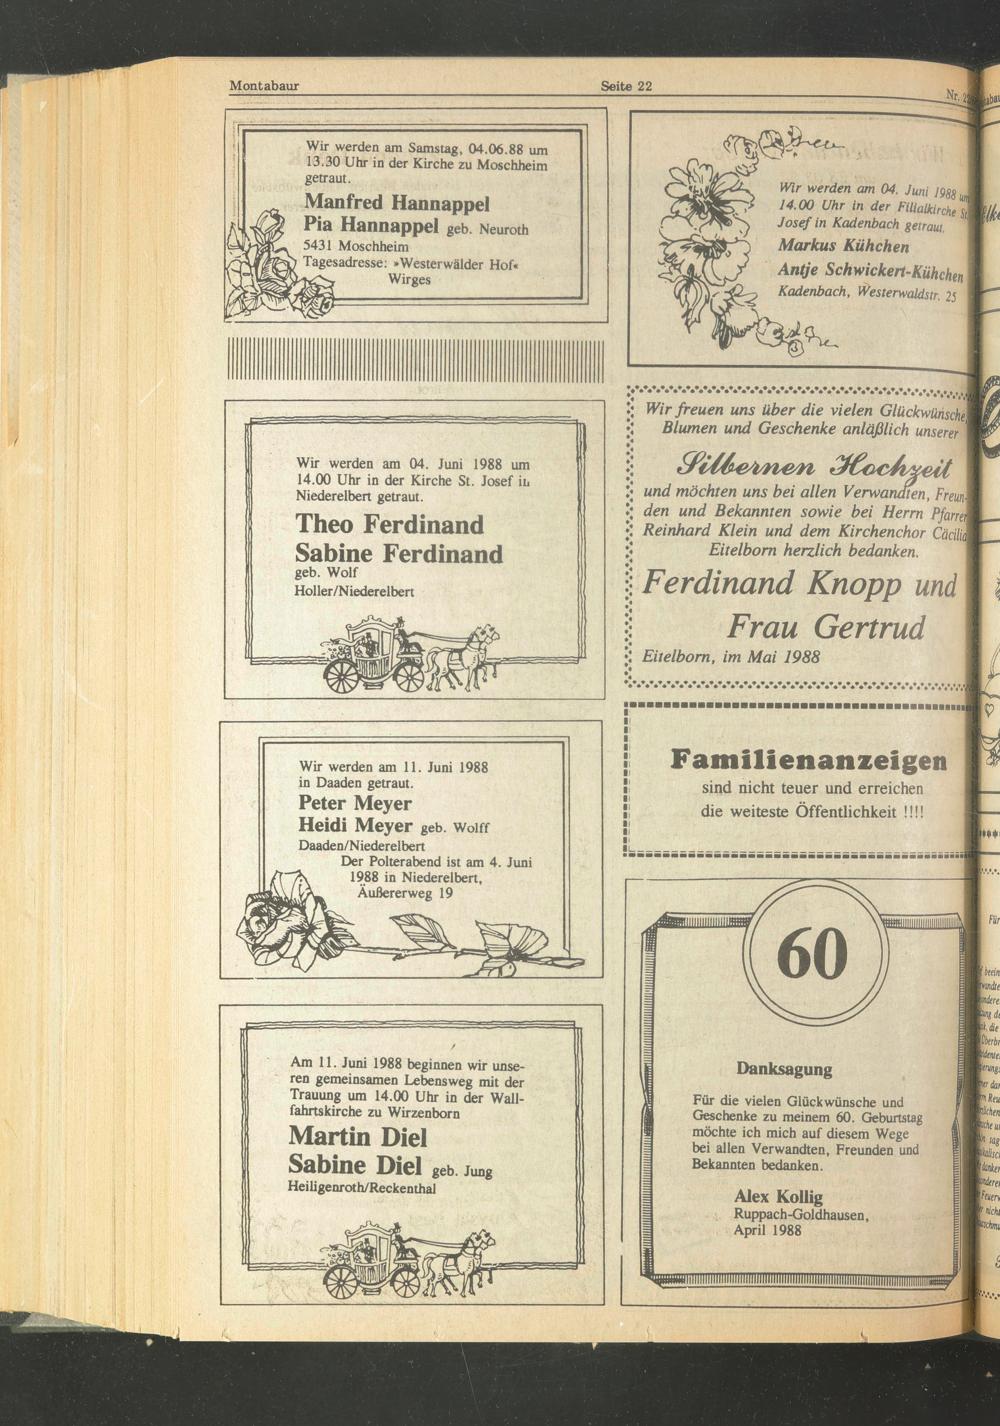 Montabaur
Seite 22
Nr. 22
Wir werden am Samstag, 04.06.88 um
13.30 Uhr in der Kirche zu Moschheim
getraut.
Manfred Hannappel
Pia Hannappel geb. Neuroth
5431 Moschheim
Tagesadresse: »Westerwälder Hof«
Wirges
Wir werden am 04. Juni 1988 um
14.00 Uhr in der Kirche St. Josef in
Niederelbert getraut.
Theo Ferdinand
Sabine Ferdinand
geb. Wolf
Holler/Niederelbert
Wir werden am 11. Juni 1988
in Daaden getraut.
Peter Meyer
Heidi Meyer geb. Wolff
Daaden/Niederelbert
Der Polterabend ist am 4. Juni
1988 in Niederelbert,
Äußererweg 19
Am 11. Juni 1988 beginnen wir unse-
ren gemeinsamen Lebensweg mit der
Trauung um 14.00 Uhr in der Wall-
fahrtskirche zu Wirzenborn
Martin Diel
Sabine Diel geb. Jung
Heiligenroth/Reckenthal
Wir werden am 04. Juni 1988 um
14.00 Uhr in der Filialkirche St.
Josef in Kadenbach getraut.
Markus Kühchen
Antje Schwickert-Kühchen
Kadenbach, Westerwaldstr. 25
Wir freuen uns über die vielen Glückwünsche,
Blumen und Geschenke anläßlich unserer
Silbernen Hochzeit
und möchten uns bei allen Verwandten, Freun-
den und Bekannten sowie bei Herrn Pfarrer
Reinhard Klein und dem Kirchenchor Cäcilia
Eitelborn herzlich bedanken.
Ferdinand Knopp und
Frau Gertrud
Eitelborn, im Mai 1988
Familienanzeigen
sind nicht teuer und erreichen
die weiteste Öffentlichkeit !!!!
60
Danksagung
Für die vielen Glückwünsche und
Geschenke zu meinem 60. Geburtstag
möchte ich mich auf diesem Wege
bei allen Verwandten, Freunden und
Bekannten bedanken.
Alex Kollig
Ruppach-Goldhausen,
April 1988